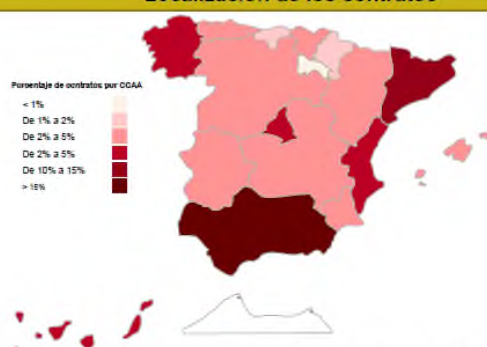 Localización de los contratos
Porcentaje de contratos por CCAA
< 1%
De 1% a 2%
De 2% a 5%
De 2% a 5%
De 10% a 15%
> 15%